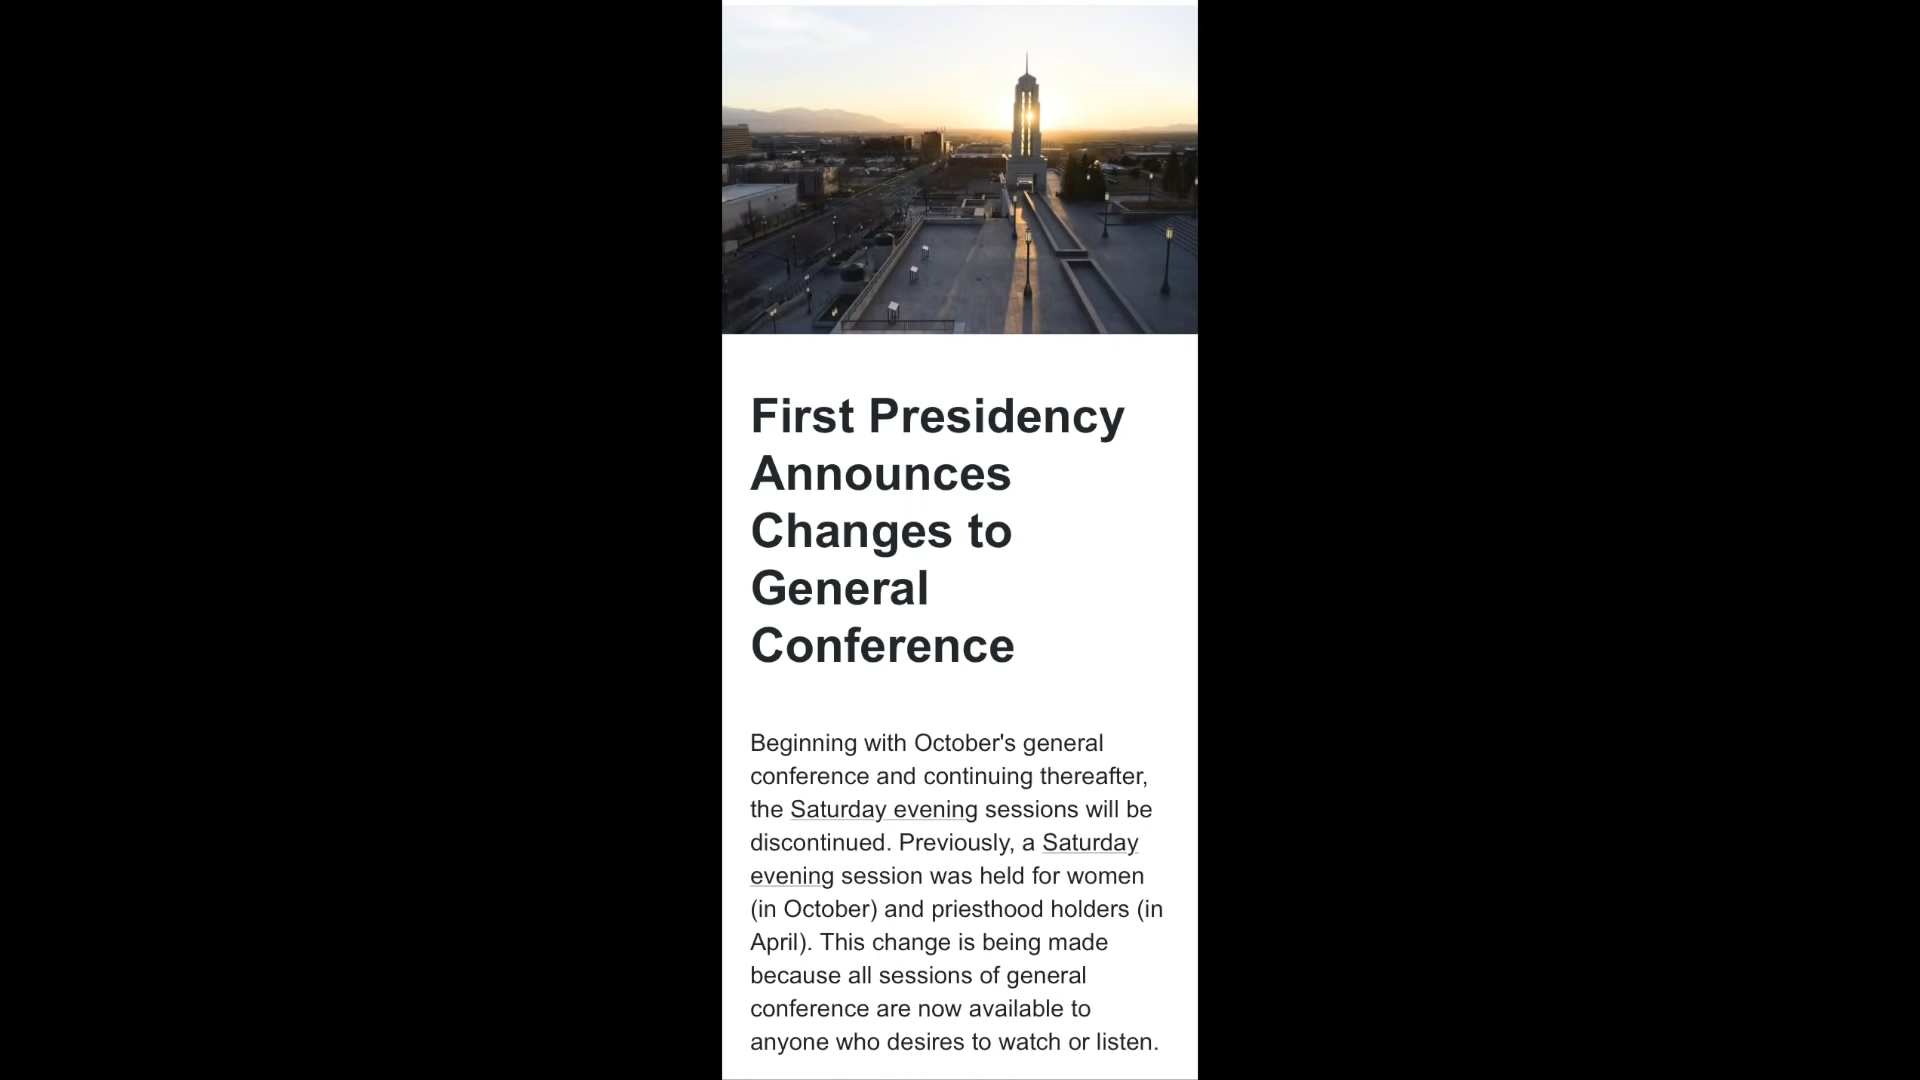 First Presidency
Announces
Changes to
General
Conference
Beginning with October's general
conference and continuing thereafter,
the Saturday evening sessions will be
discontinued. Previously, a Saturday
evening session was held for women
(in October) and priesthood holders (in
April). This change is being made
because all sessions of general
conference are now available to
anyone who desires to watch or listen.